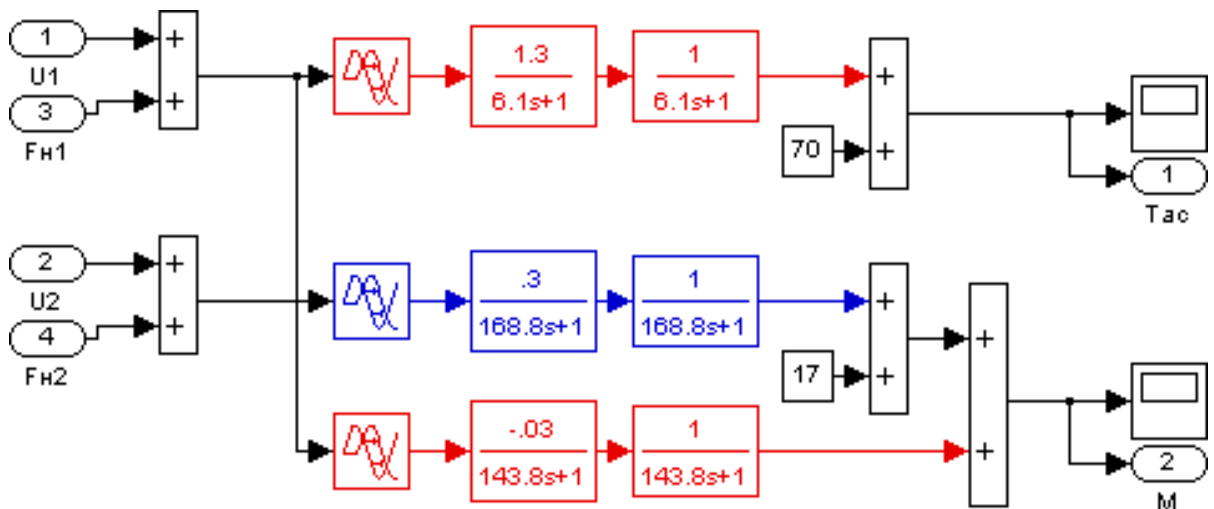 1
U1
3
Fн1
+
+
1.3
6.1s+1
1
6.1s+1
70
+
+
1
Tac
2
U2
4
Fн2
+
+
.3
168.8s+1
1
168.8s+1
17
+
+
-.03
143.8s+1
1
143.8s+1
+
+
2
M